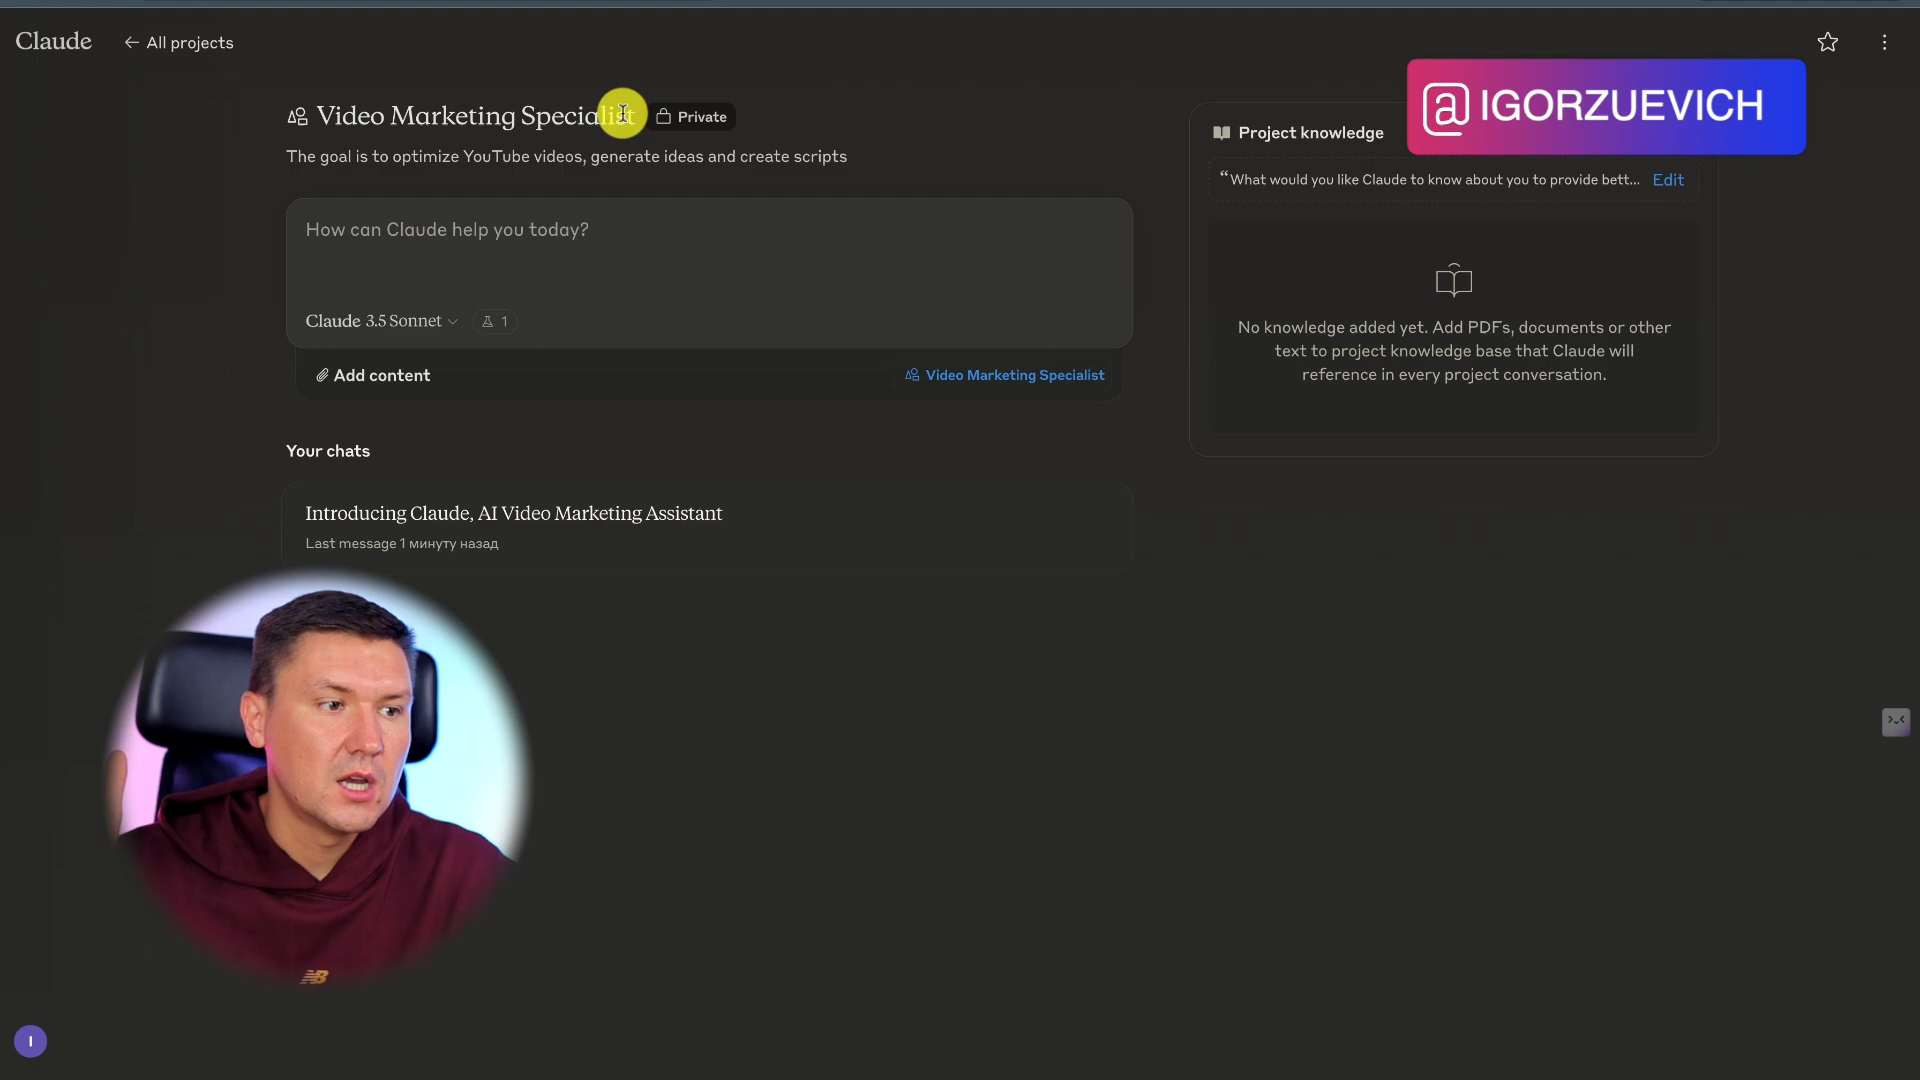 Claude
← All projects
@IGORZUEVICH
Video Marketing Specialist
Private
The goal is to optimize YouTube videos, generate ideas and create scripts
How can Claude help you today?
Claude 3.5 Sonnet
1
Add content
Video Marketing Specialist
Your chats
Introducing Claude, AI Video Marketing Assistant
Last message 1 минуту назад
Project knowledge
“What would you like Claude to know about you to provide bett... Edit
No knowledge added yet. Add PDFs, documents or other
text to project knowledge base that Claude will
reference in every project conversation.
NB
I